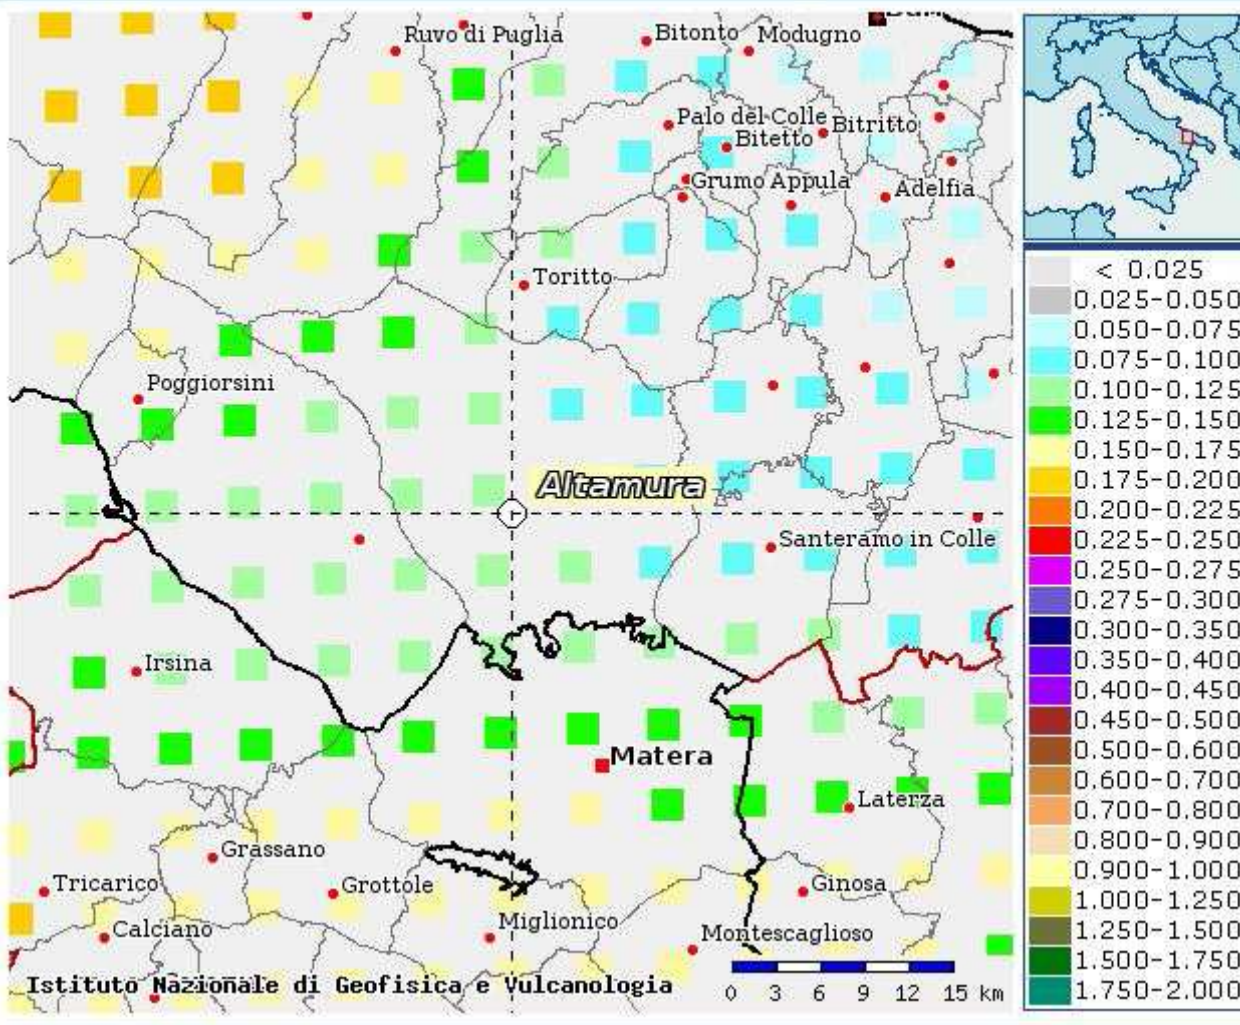 Ruvo di Puglia
Bitonto
Modugno
Palo del Colle
Bitetto
Bitritto
Grumo Appula
Adelfia
Toritto
Poggiorsini
Altamura
Santeramo in Colle
Irsina
Matera
Laterza
Grassano
Tricarico
Grottole
Ginosa
Calciano
Miglionico
Montescaglioso
Istituto Nazionale di Geofisica e Vulcanologia
0 3 6 9 12 15 km
< 0.025
0.025-0.050
0.050-0.075
0.075-0.100
0.100-0.125
0.125-0.150
0.150-0.175
0.175-0.200
0.200-0.225
0.225-0.250
0.250-0.275
0.275-0.300
0.300-0.350
0.350-0.400
0.400-0.450
0.450-0.500
0.500-0.600
0.600-0.700
0.700-0.800
0.800-0.900
0.900-1.000
1.000-1.250
1.250-1.500
1.500-1.750
1.750-2.000